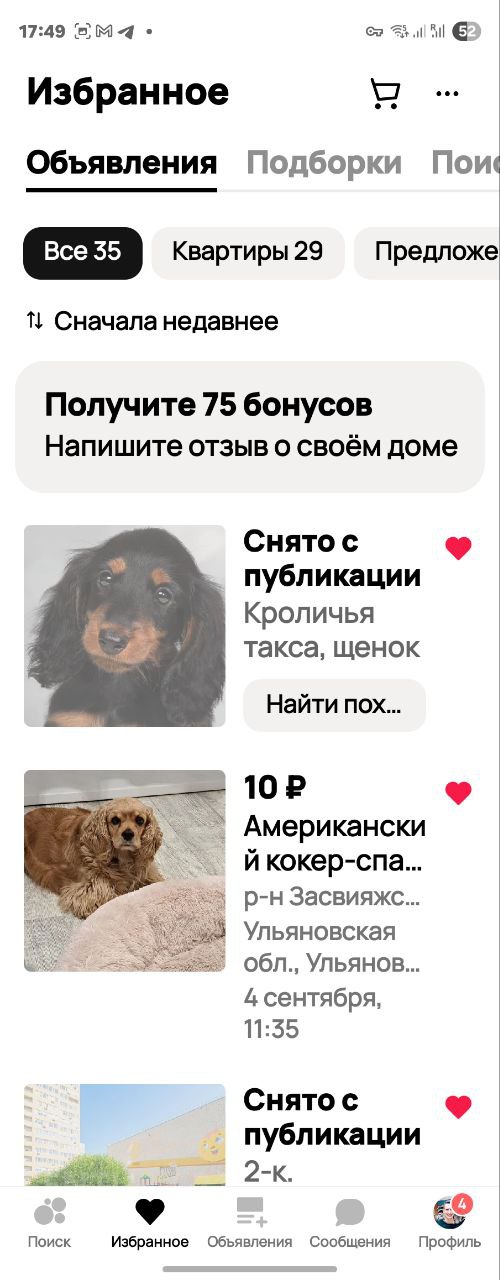 17:49
52
Избранное
Объявления Подборки Поис
Все 35 Квартиры 29 Предложе
Сначала недавнее
Получите 75 бонусов
Напишите отзыв о своём доме
Снято с
публикации
Кроличья
такса, щенок
Найти пох...
10 ₽
Американски
й кокер-спа...
р-н Засвияжс...
Ульяновская
обл., Ульянов...
4 сентября,
11:35
Снято с
публикации
2-к.
4
Поиск Избранное Объявления Сообщения Профиль